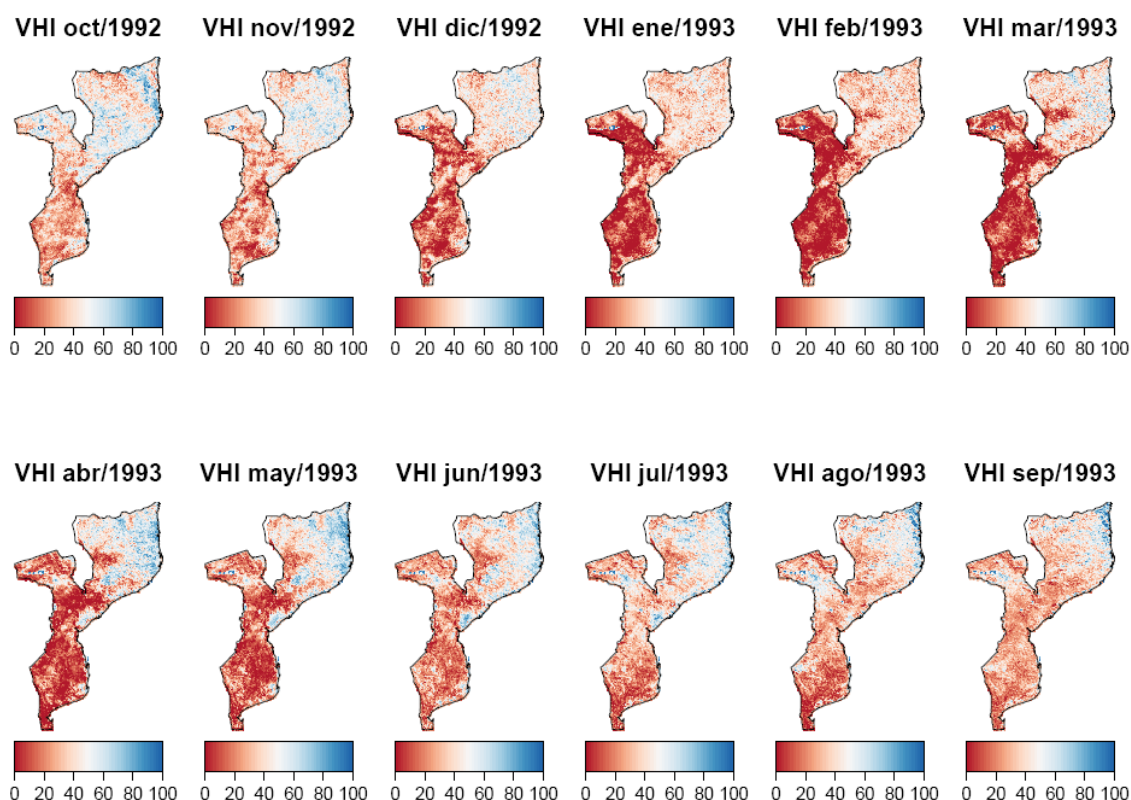 VHI oct/1992 VHI nov/1992 VHI dic/1992 VHI ene/1993 VHI feb/1993 VHI mar/1993
0 20 40 60 80 100 0 20 40 60 80 100 0 20 40 60 80 100 0 20 40 60 80 100 0 20 40 60 80 100 0 20 40 60 80 100
VHI abr/1993 VHI may/1993 VHI jun/1993 VHI jul/1993 VHI ago/1993 VHI sep/1993
0 20 40 60 80 100 0 20 40 60 80 100 0 20 40 60 80 100 0 20 40 60 80 100 0 20 40 60 80 100 0 20 40 60 80 100